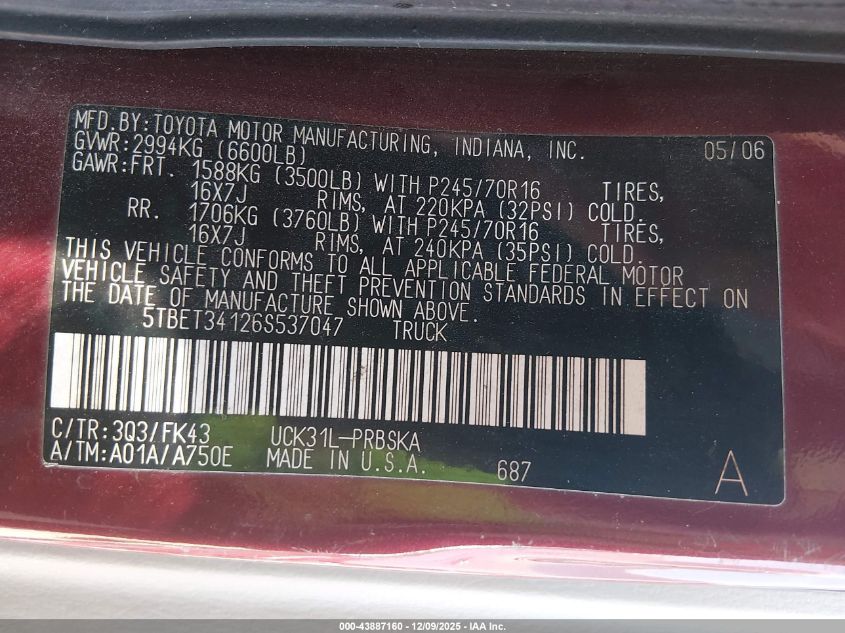 MFD. BY: TOYOTA MOTOR MANUFACTURING, INDIANA, INC. 05/06
GVWR: 2994KG (6600LB)
GAWR: FRT. 1588KG (3500LB) WITH P245/70R16 TIRES,
16X7J RIMS, AT 220KPA (32PSI) COLD.
RR. 1706KG (3760LB) WITH P245/70R16 TIRES,
16X7J RIMS, AT 240KPA (35PSI) COLD.
THIS VEHICLE CONFORMS TO ALL APPLICABLE FEDERAL MOTOR
VEHICLE SAFETY AND THEFT PREVENTION STANDARDS IN EFFECT ON
THE DATE OF MANUFACTURE SHOWN ABOVE.
5TBET34126S537047 TRUCK
C/TR: 3Q3/FK43 UCK31L-PRBSKA
A/TM: A01A/A750E MADE IN U.S.A. 687 A
000-43887160 - 12/09/2025 - IAA Inc.